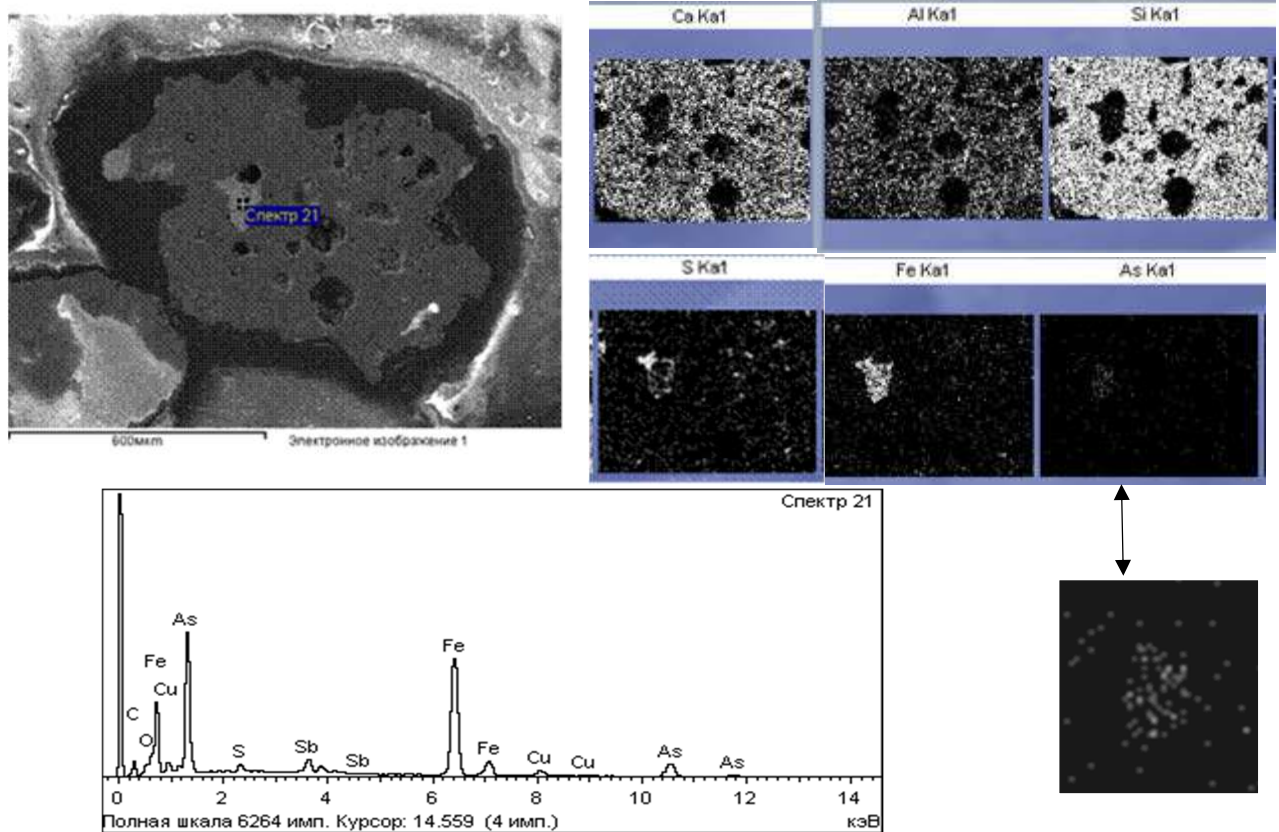 Ca Ka1
Al Ka1
Si Ka1
Спектр 21
600мкm
Электронное изображение 1
S Ka1
Fe Ka1
As Ka1
Спектр 21
As
Fe
Fe
Cu
C
O
S
Sb
Sb
Fe
Cu
Cu
As
As
0 2 4 6 8 10 12 14
Полная шкала 6264 имп. Курсор: 14.559 (4 имп.) кэВ